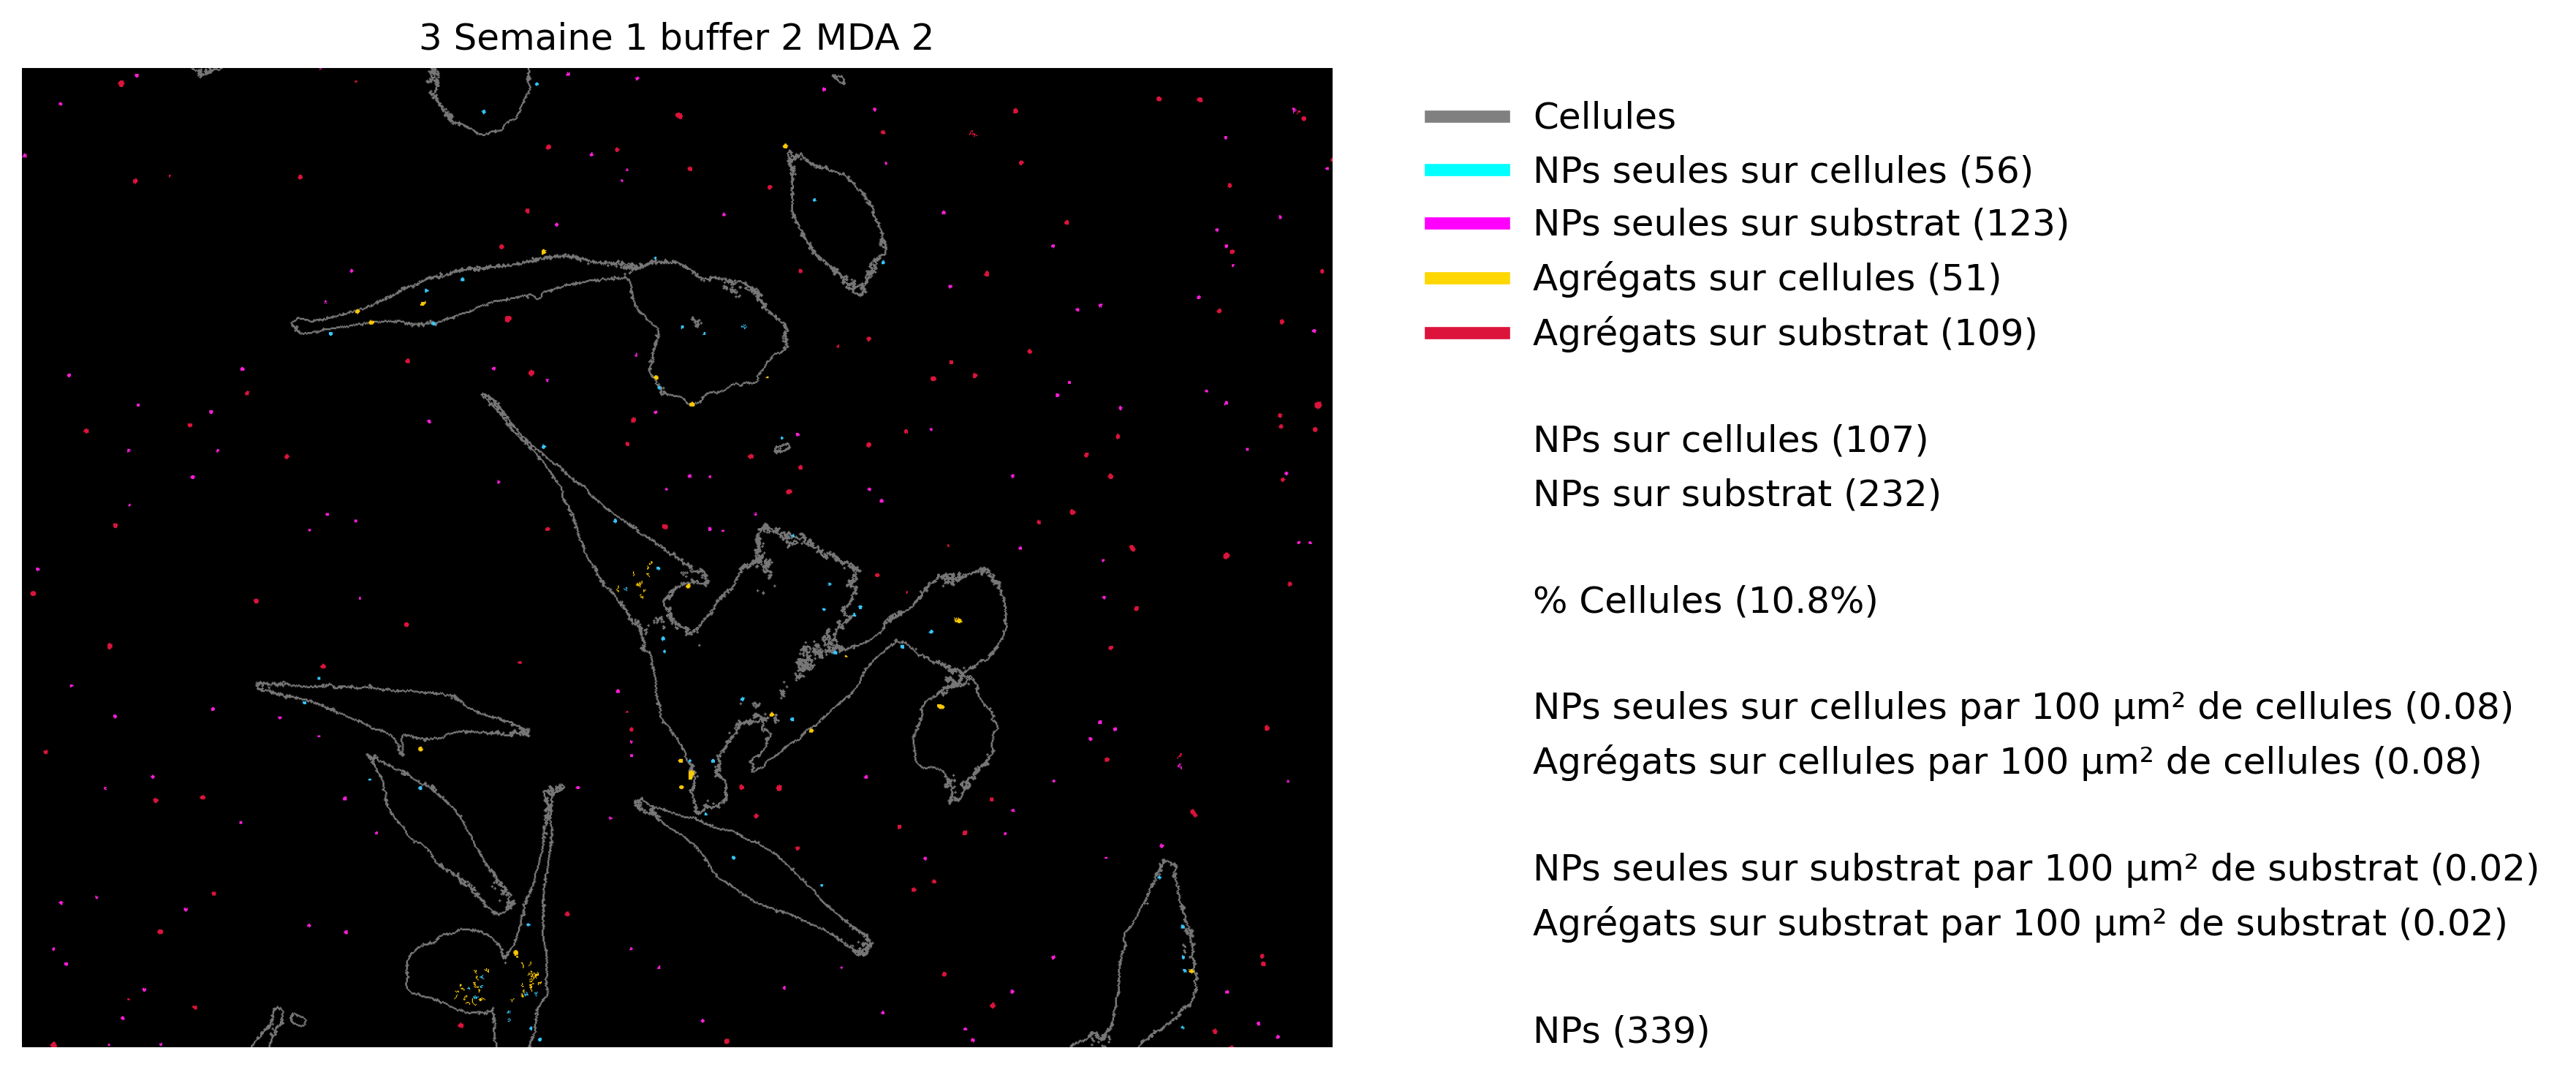 3 Semaine 1 buffer 2 MDA 2
Cellules
NPs seules sur cellules (56)
NPs seules sur substrat (123)
Agrégats sur cellules (51)
Agrégats sur substrat (109)
NPs sur cellules (107)
NPs sur substrat (232)
% Cellules (10.8%)
NPs seules sur cellules par 100 µm² de cellules (0.08)
Agrégats sur cellules par 100 µm² de cellules (0.08)
NPs seules sur substrat par 100 µm² de substrat (0.02)
Agrégats sur substrat par 100 µm² de substrat (0.02)
NPs (339)